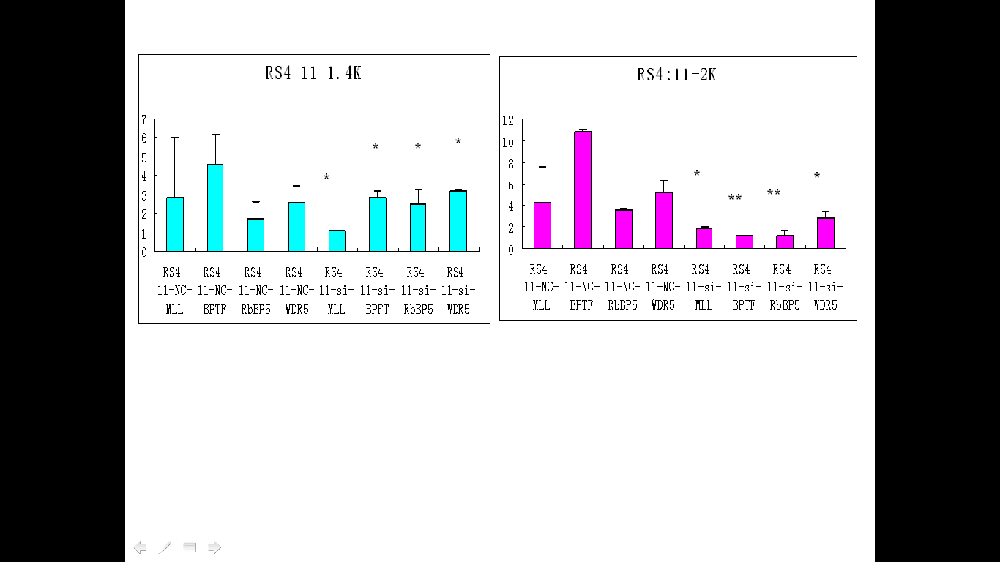 RS4-11-1.4K
7
6
5
4
3
2
1
0
* * * *
RS4-11-NC-MLL
RS4-11-NC-BPTF
RS4-11-NC-RbBP5
RS4-11-NC-WDR5
RS4-11-si-MLL
RS4-11-si-BPFT
RS4-11-si-RbBP5
RS4-11-si-WDR5
RS4:11-2K
12
10
8
6
4
2
0
* ** ** *
RS4-11-NC-MLL
RS4-11-NC-BPTF
RS4-11-NC-RbBP5
RS4-11-NC-WDR5
RS4-11-si-MLL
RS4-11-si-BPTF
RS4-11-si-RbBP5
RS4-11-si-WDR5